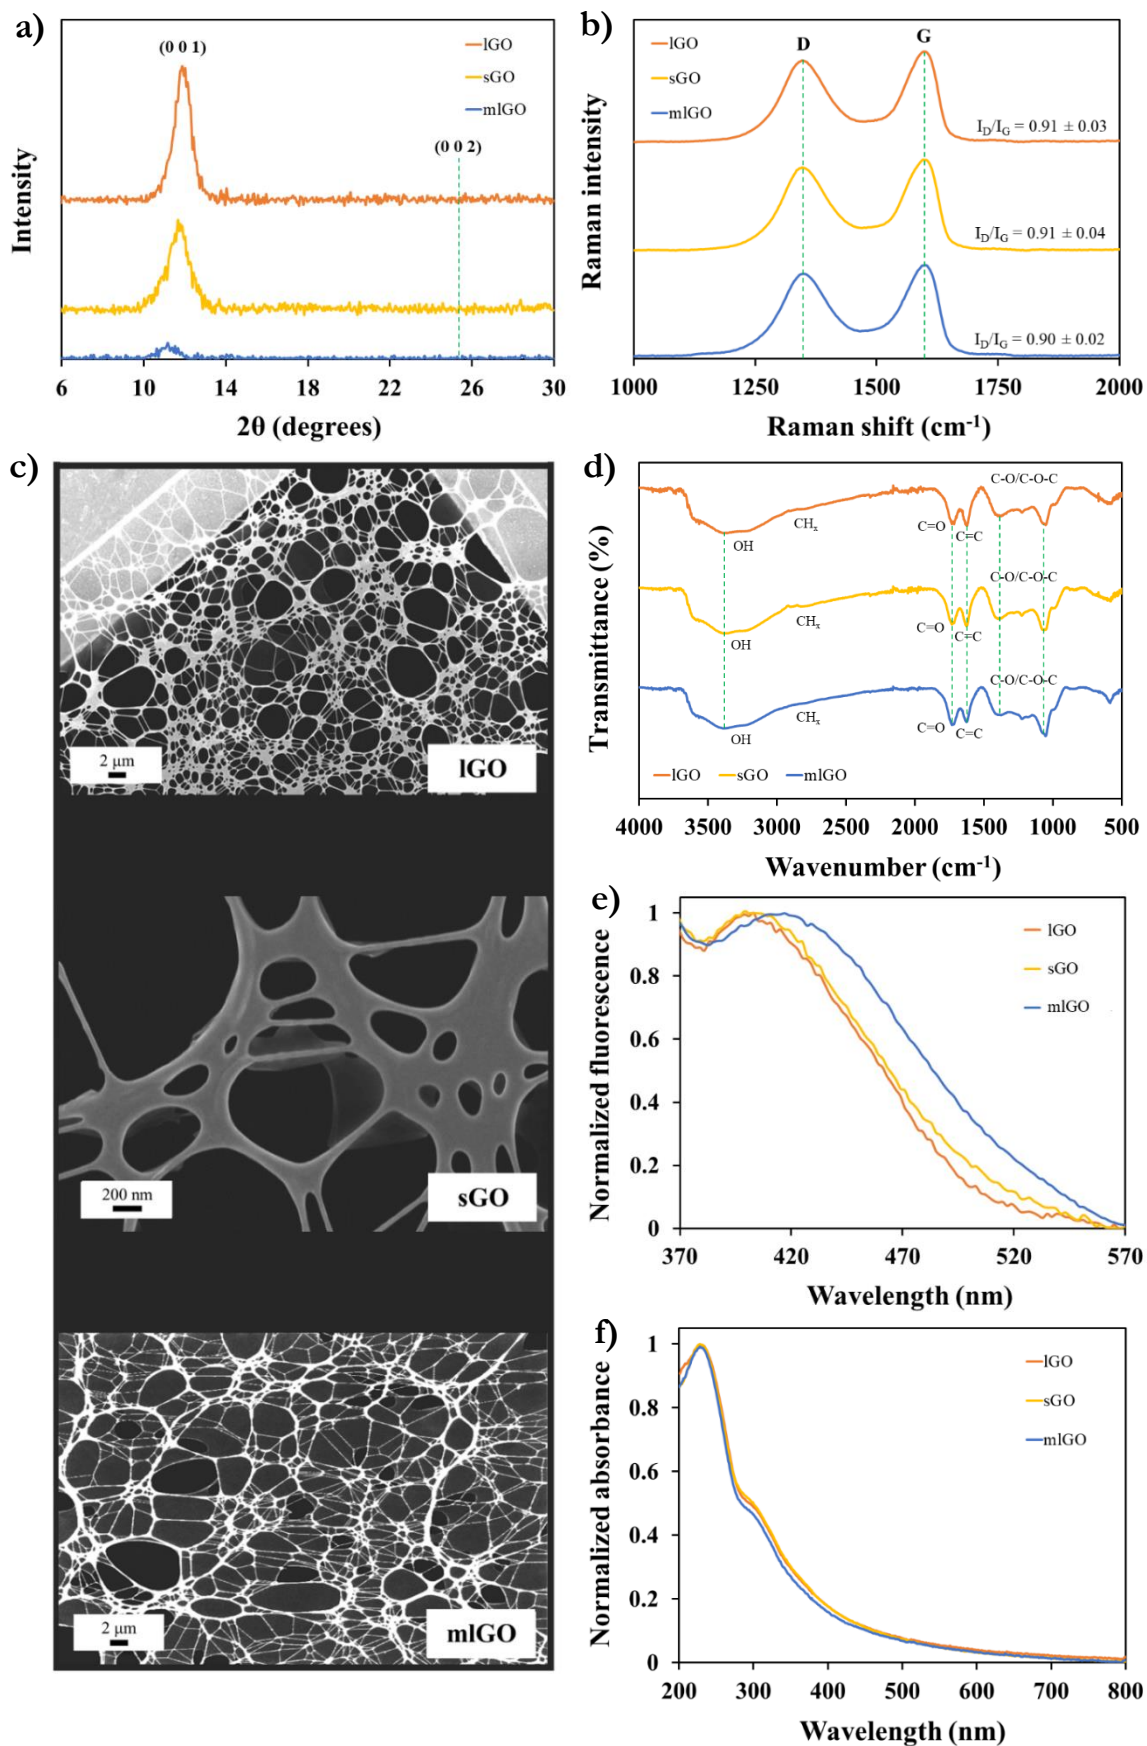 a)
(0 0 1)
lGO
sGO
mlGO
(0 0 2)
Intensity
6 10 14 18 22 26 30
2θ (degrees)
b)
D
G
lGO
sGO
mlGO
I_D/I_G = 0.91 ± 0.03
I_D/I_G = 0.91 ± 0.04
I_D/I_G = 0.90 ± 0.02
Raman intensity
1000 1250 1500 1750 2000
Raman shift (cm⁻¹)
c)
2 μm
lGO
200 nm
sGO
2 μm
mlGO
d)
C-O/C-O-C
CHₓ
C=O
C=C
OH
C-O/C-O-C
CHₓ
C=O
C=C
OH
C-O/C-O-C
CHₓ
C=O
C=C
OH
lGO sGO mlGO
Transmittance (%)
4000 3500 3000 2500 2000 1500 1000 500
Wavenumber (cm⁻¹)
e)
1
0.8
0.6
0.4
0.2
0
lGO
sGO
mlGO
Normalized fluorescence
370 420 470 520 570
Wavelength (nm)
f)
1
0.8
0.6
0.4
0.2
0
lGO
sGO
mlGO
Normalized absorbance
200 300 400 500 600 700 800
Wavelength (nm)